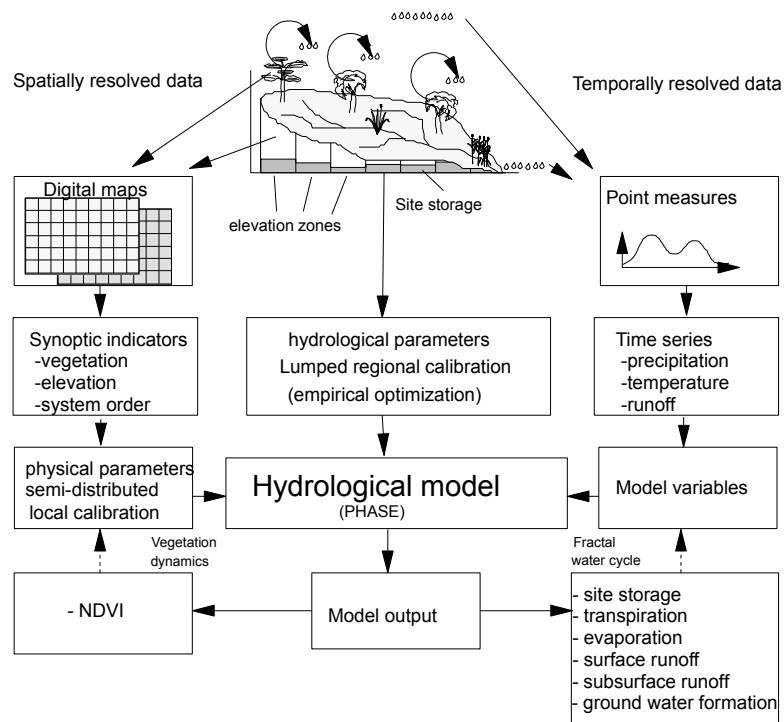 Spatially resolved data
Temporally resolved data
Digital maps
elevation zones
Site storage
Point measures
Synoptic indicators
-vegetation
-elevation
-system order
hydrological parameters
Lumped regional calibration
(empirical optimization)
Time series
-precipitation
-temperature
-runoff
physical parameters
semi-distributed
local calibration
Hydrological model
(PHASE)
Model variables
Vegetation
dynamics
Fractal
water cycle
- NDVI
Model output
- site storage
- transpiration
- evaporation
- surface runoff
- subsurface runoff
- ground water formation